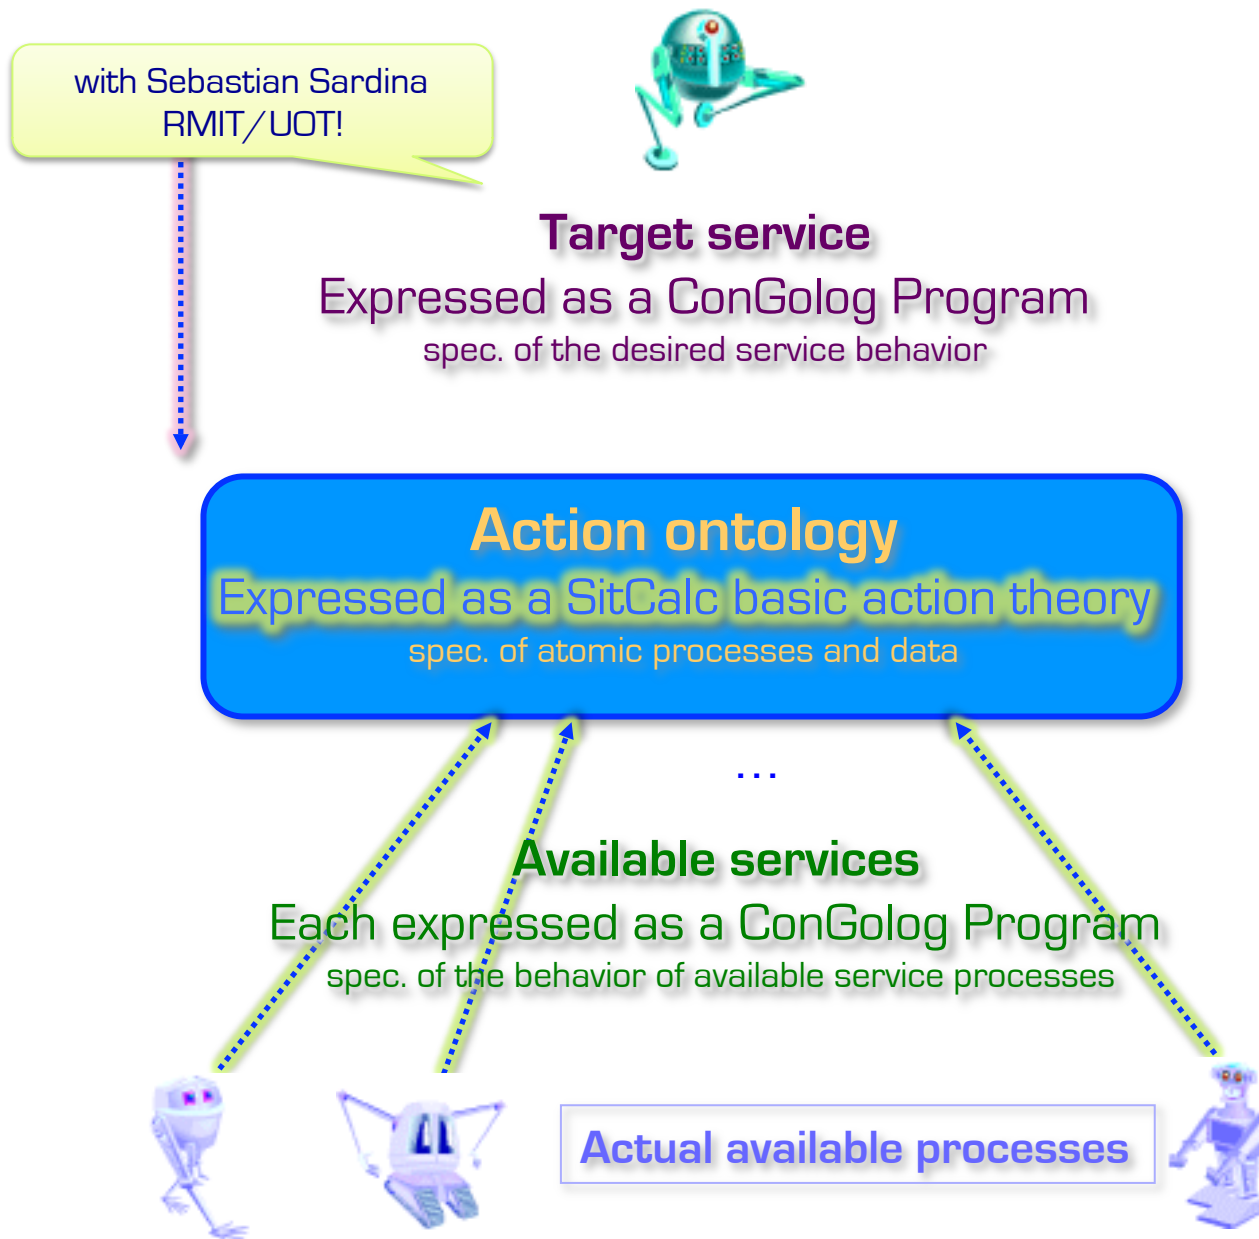 with Sebastian Sardina
RMIT/UOT!
Target service
Expressed as a ConGolog Program
spec. of the desired service behavior
Action ontology
Expressed as a SitCalc basic action theory
spec. of atomic processes and data
...
Available services
Each expressed as a ConGolog Program
spec. of the behavior of available service processes
Actual available processes